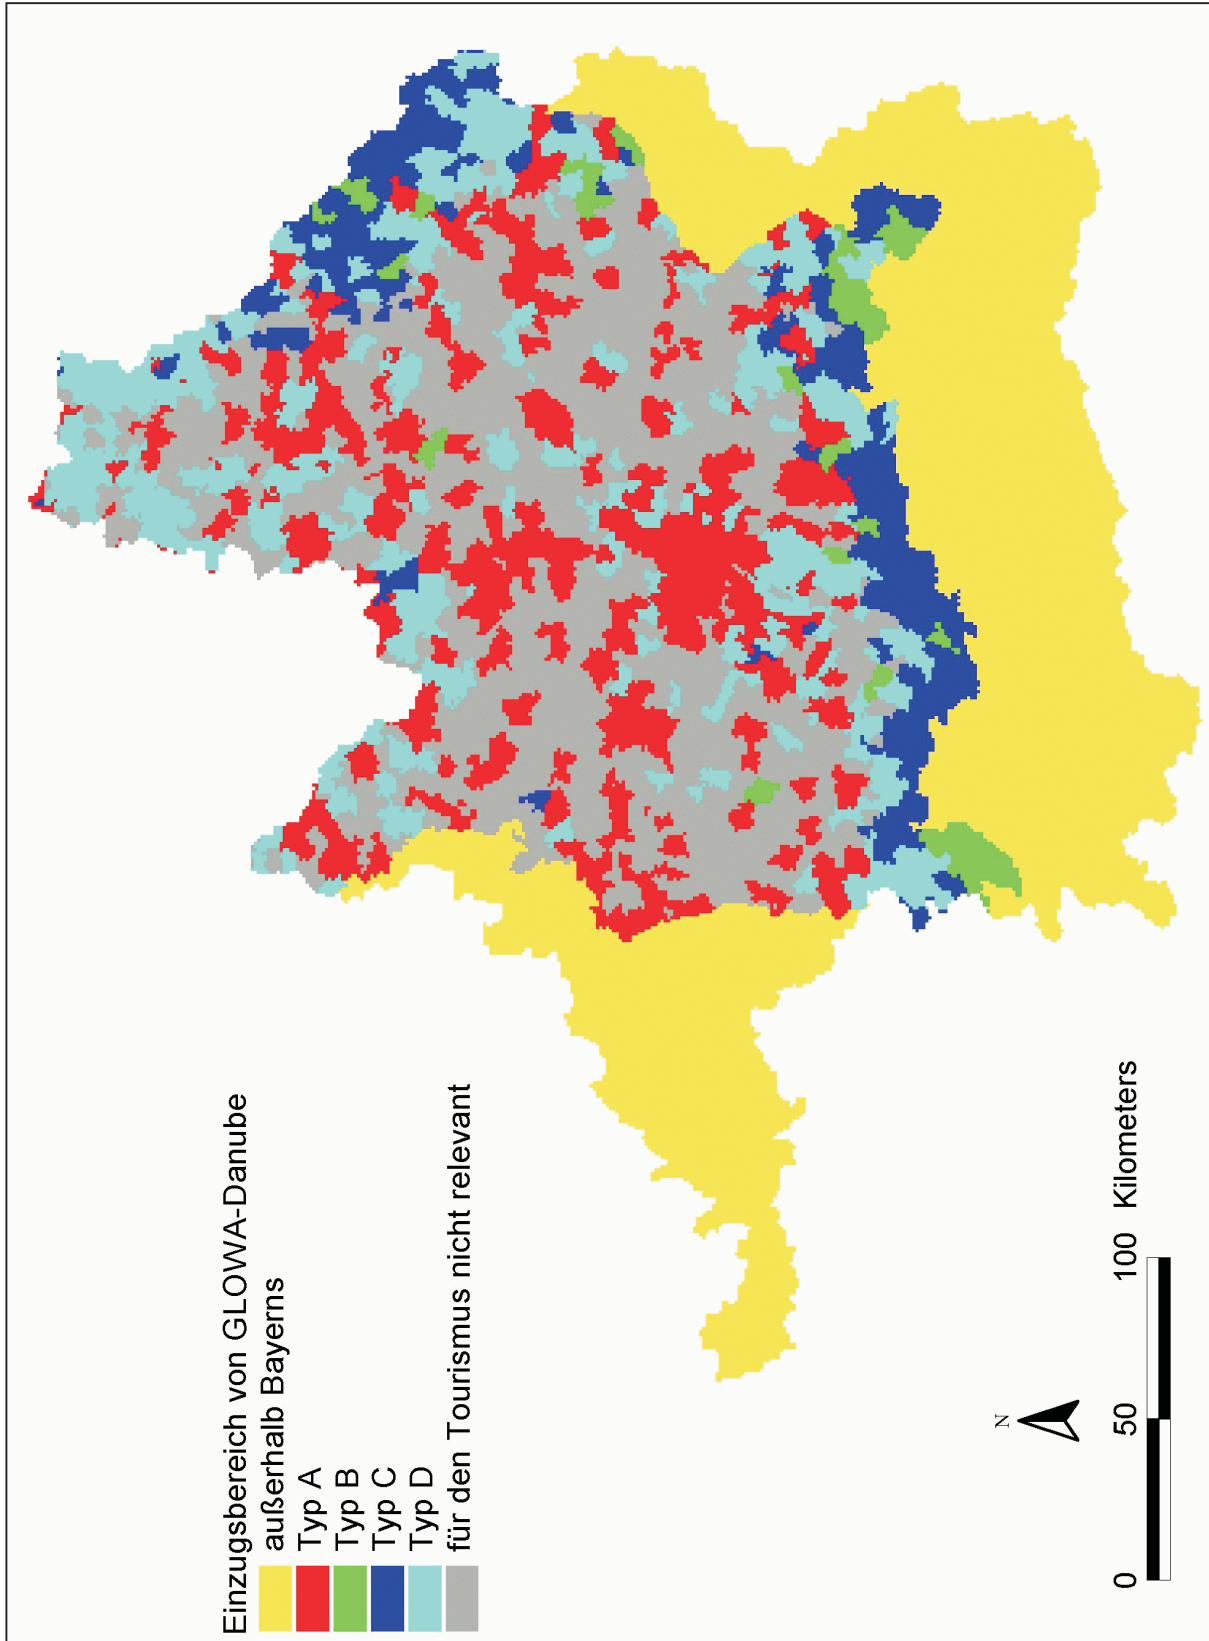 Einzugsbereich von GLOWA-Danube
außerhalb Bayerns
Typ A
Typ B
Typ C
Typ D
für den Tourismus nicht relevant
N
0 50 100 Kilometers